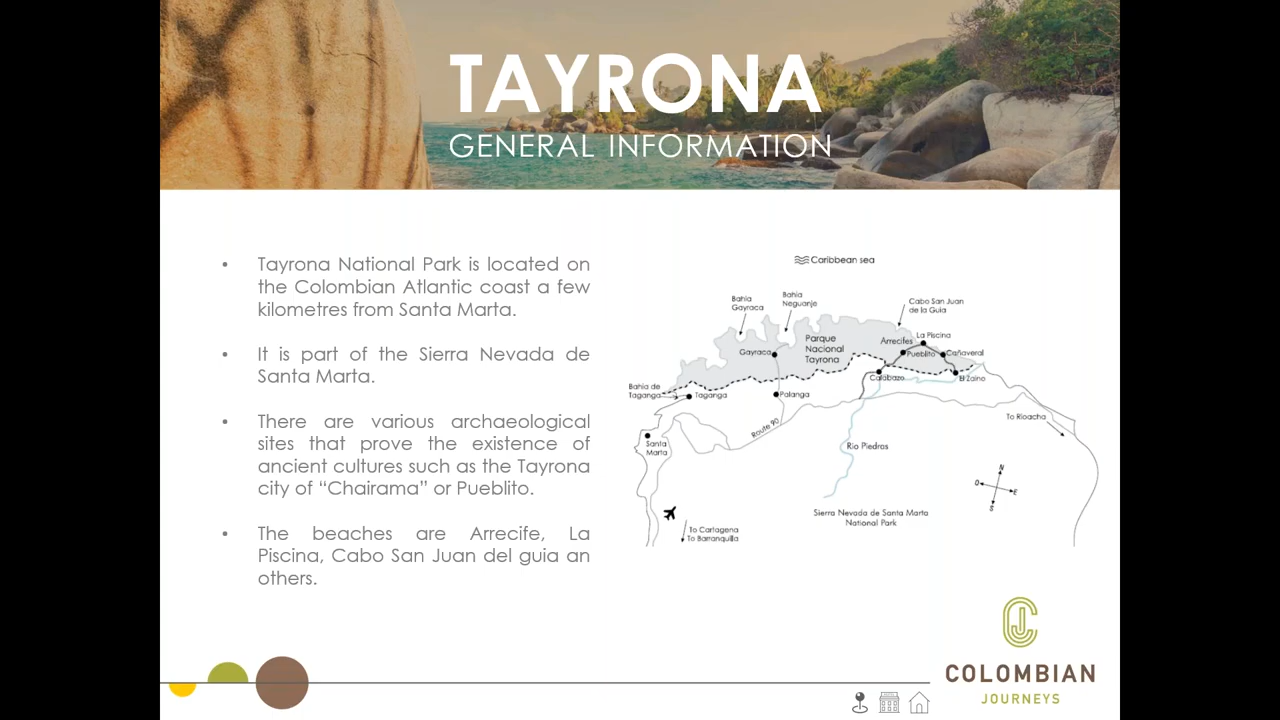 TAYRONA
GENERAL INFORMATION
• Tayrona National Park is located on
the Colombian Atlantic coast a few
kilometres from Santa Marta.
• It is part of the Sierra Nevada de
Santa Marta.
• There are various archaeological
sites that prove the existence of
ancient cultures such as the Tayrona
city of “Chairama” or Pueblito.
• The beaches are Arrecife, La
Piscina, Cabo San Juan del guia an
others.
Caribbean sea
Bahia
Gayraca
Bahia
Neguanje
Cabo San Juan
de la Guia
Parque
Nacional
Tayrona
Arrecifes
La Piscina
Gayraca
Pueblito
Cañaveral
Calabazo
El Zaino
Bahia de
Taganga
Taganga
Palanga
To Rioacha
Route 90
Santa
Marta
Rio Piedras
N
O
E
S
Sierra Nevada de Santa Marta
National Park
To Cartagena
To Barranquilla
CJ
COLOMBIAN
JOURNEYS